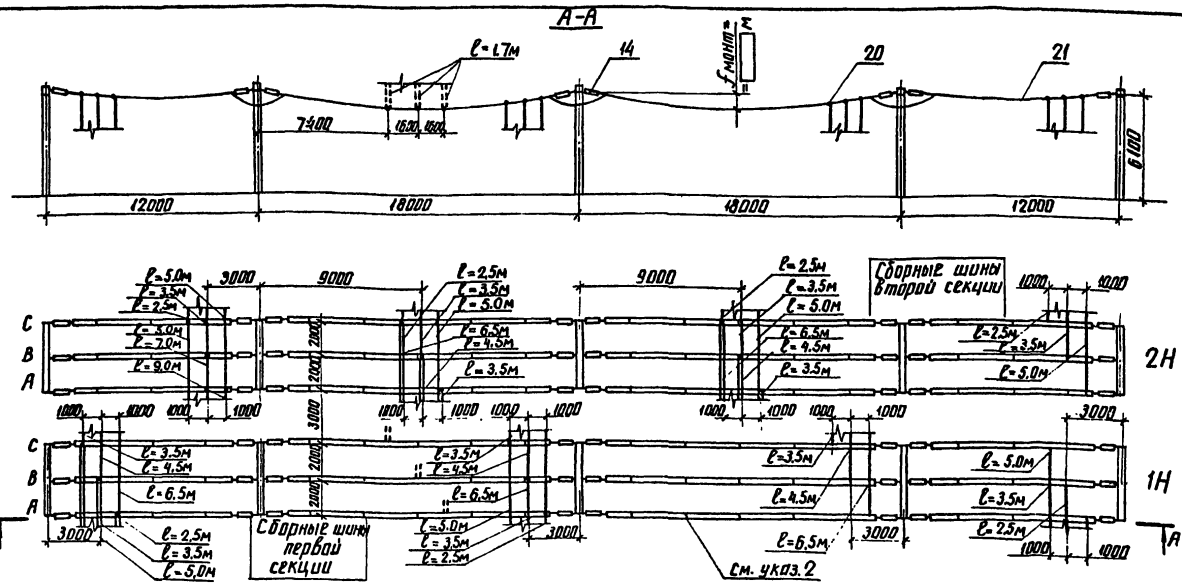 А-А
ℓ=1.7м
14
fмонт= = м
20
21
7400
1600
1600
6100
12000
18000
18000
12000
ℓ=5.0м
ℓ=3.5м
ℓ=2,5м
ℓ=7.0м
ℓ=9,0м
3000
9000
ℓ=2,5м
ℓ=3.5м
ℓ=5.0м
ℓ=6,5м
ℓ=4.5м
ℓ=3.5м
9000
ℓ=2,5м
ℓ=3,5м
ℓ=5.0м
ℓ=6,5м
ℓ=4,5м
ℓ=3,5м
Сборные шины
второй секции
1000
1000
ℓ=2,5м
ℓ=3,5м
ℓ=5.0м
С
В
А
2000
2000
2Н
1000
1000
1000
1000
1000
1000
1000
1000
1000
1000
1000
1000
1000
3000
3000
С
В
А
ℓ=3.5м
ℓ=4,5м
ℓ=6,5м
2000
2000
ℓ=3.5м
ℓ=4,5м
ℓ=6,5м
ℓ=3.5м
ℓ=4,5м
ℓ=5.0м
ℓ=3,5м
ℓ=2,5м
1Н
3000
ℓ=2,5м
ℓ=3.5м
ℓ=5,0м
Сборные шины
первой
секции
ℓ=5.0м
ℓ=3,5м
ℓ=2,5м
3000
см. указ. 2
ℓ=6,5м
3000
1000
1000
А